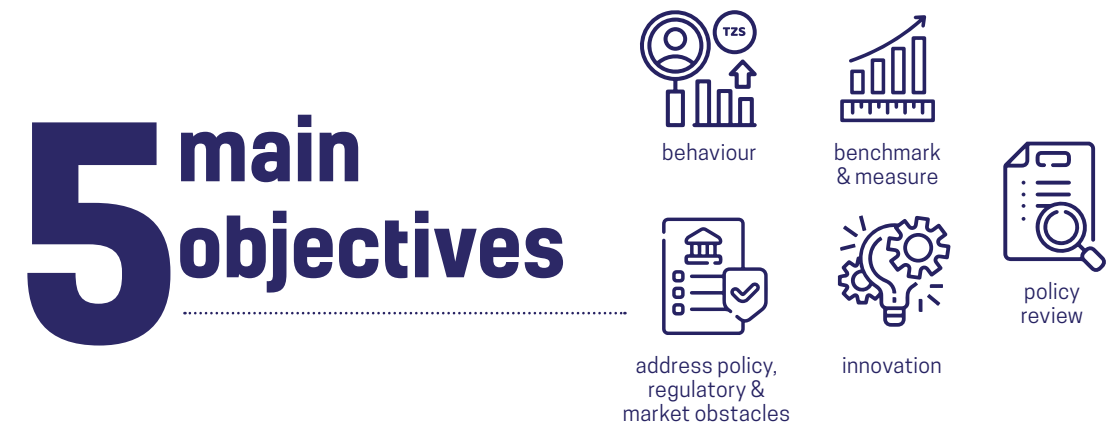 5 main
objectives
TZS
behaviour
benchmark
& measure
address policy,
regulatory &
market obstacles
innovation
policy
review